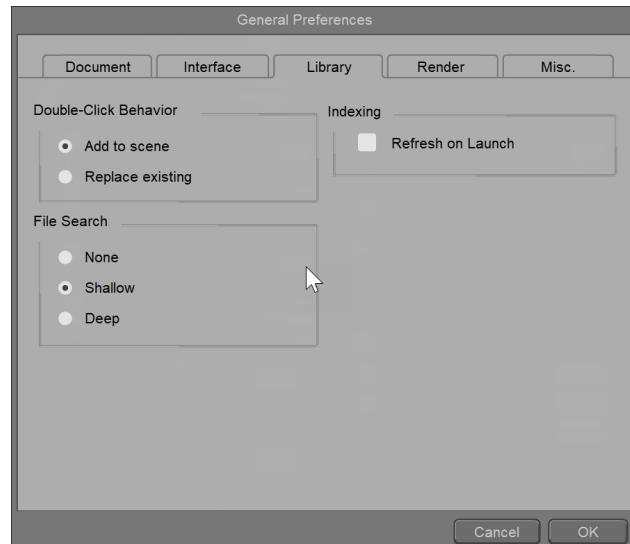 General Preferences
Document Interface Library Render Misc.
Double-Click Behavior
Add to scene
Replace existing
Indexing
Refresh on Launch
File Search
None
Shallow
Deep
Cancel OK